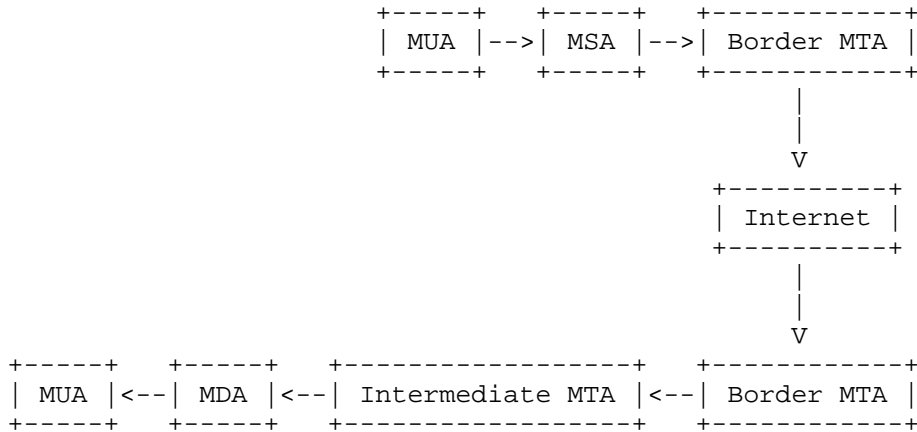 MUA MSA Border MTA
Internet
MUA MDA Intermediate MTA Border MTA